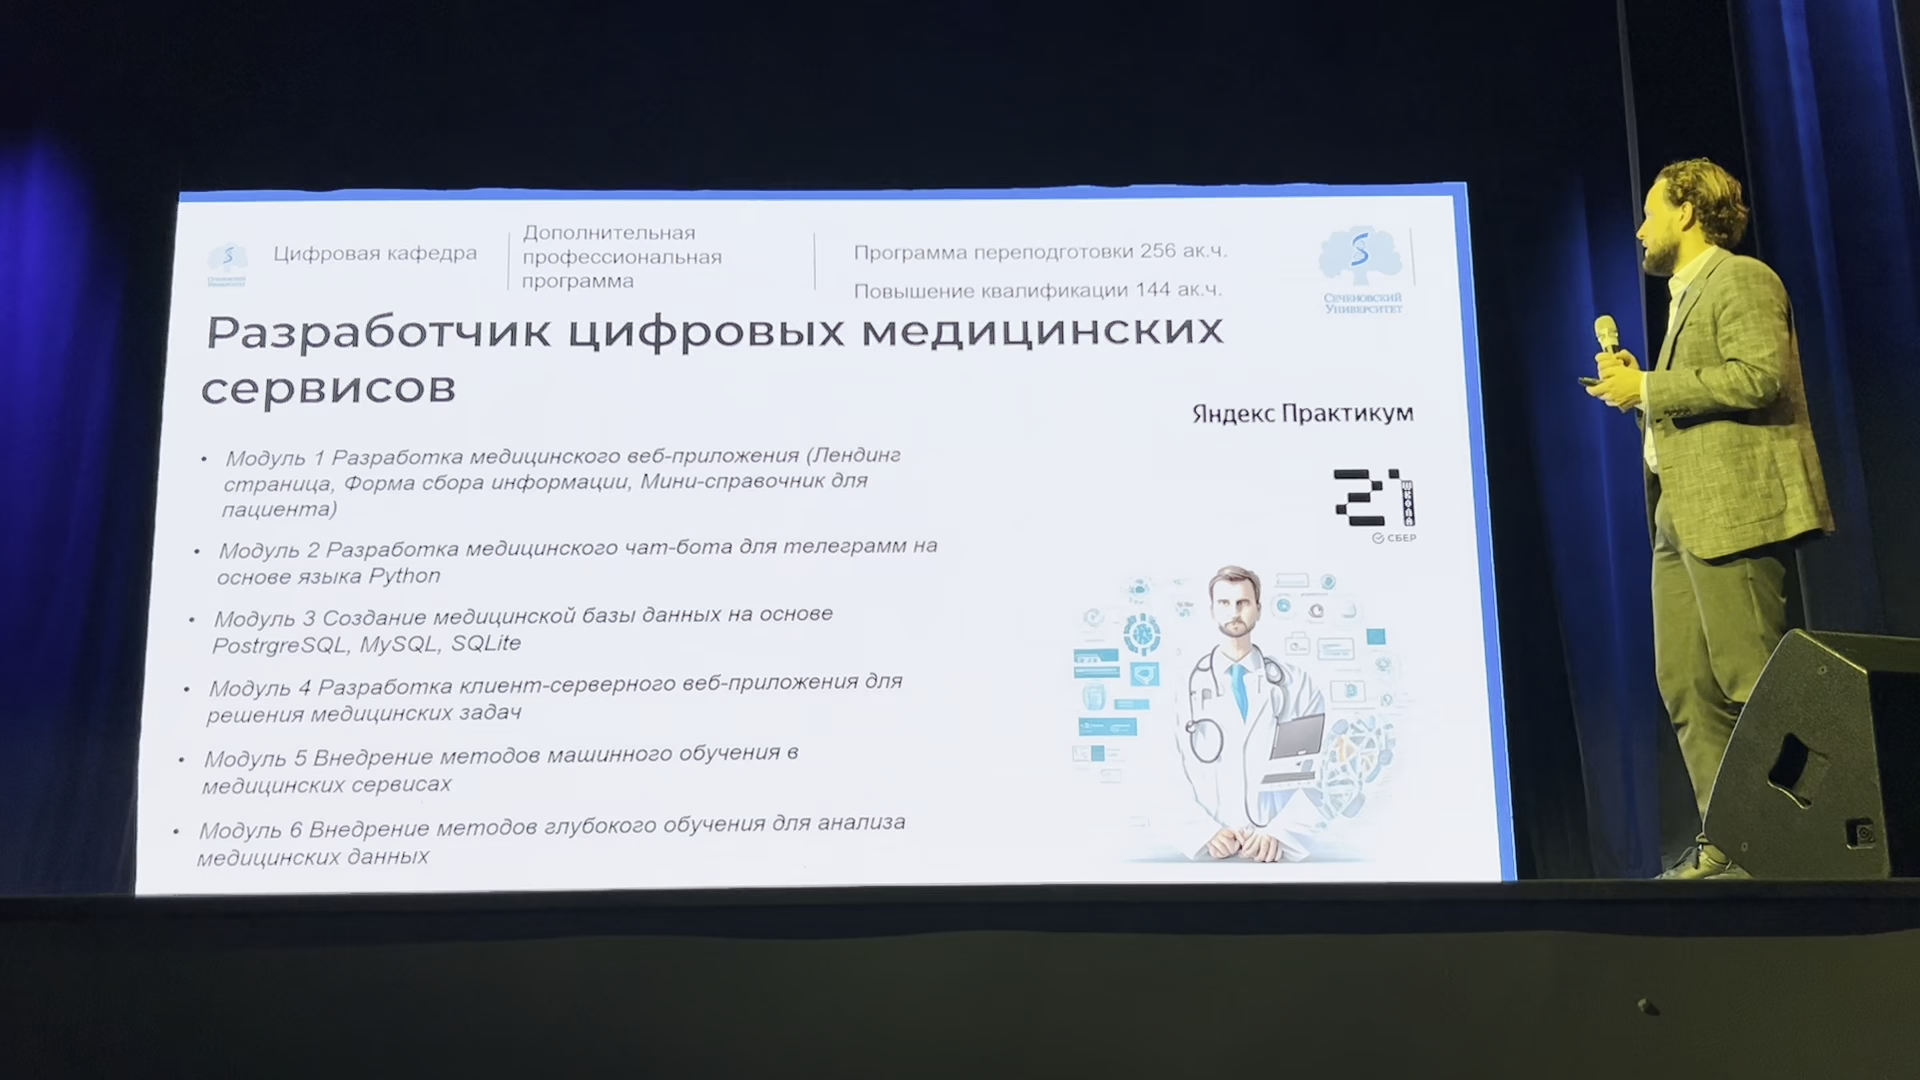 Цифровая кафедра
Дополнительная
профессиональная
программа
Программа переподготовки 256 ак.ч.
Повышение квалификации 144 ак.ч.
Сеченовский
Университет
Сеченовский
Университет
Разработчик цифровых медицинских
сервисов
Яндекс Практикум
21
ШКОЛА
СБЕР
• Модуль 1 Разработка медицинского веб-приложения (Лендинг
страница, Форма сбора информации, Мини-справочник для
пациента)
• Модуль 2 Разработка медицинского чат-бота для телеграмм на
основе языка Python
• Модуль 3 Создание медицинской базы данных на основе
PostrgreSQL, MySQL, SQLite
• Модуль 4 Разработка клиент-серверного веб-приложения для
решения медицинских задач
• Модуль 5 Внедрение методов машинного обучения в
медицинских сервисах
• Модуль 6 Внедрение методов глубокого обучения для анализа
медицинских данных